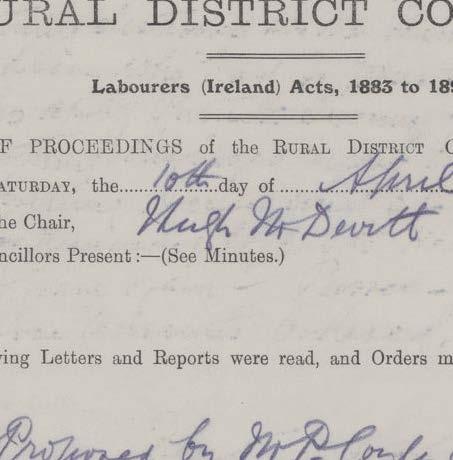 URAL DISTRICT CO
Labourers (Ireland) Acts, 1883 to 189
F PROCEEDINGS of the RURAL DISTRICT C
ATURDAY, the 10th day of April
he Chair, Hugh McDevitt
ncillors Present:—(See Minutes.)
ving Letters and Reports were read, and Orders m
Proposed by Mr P. Coyle